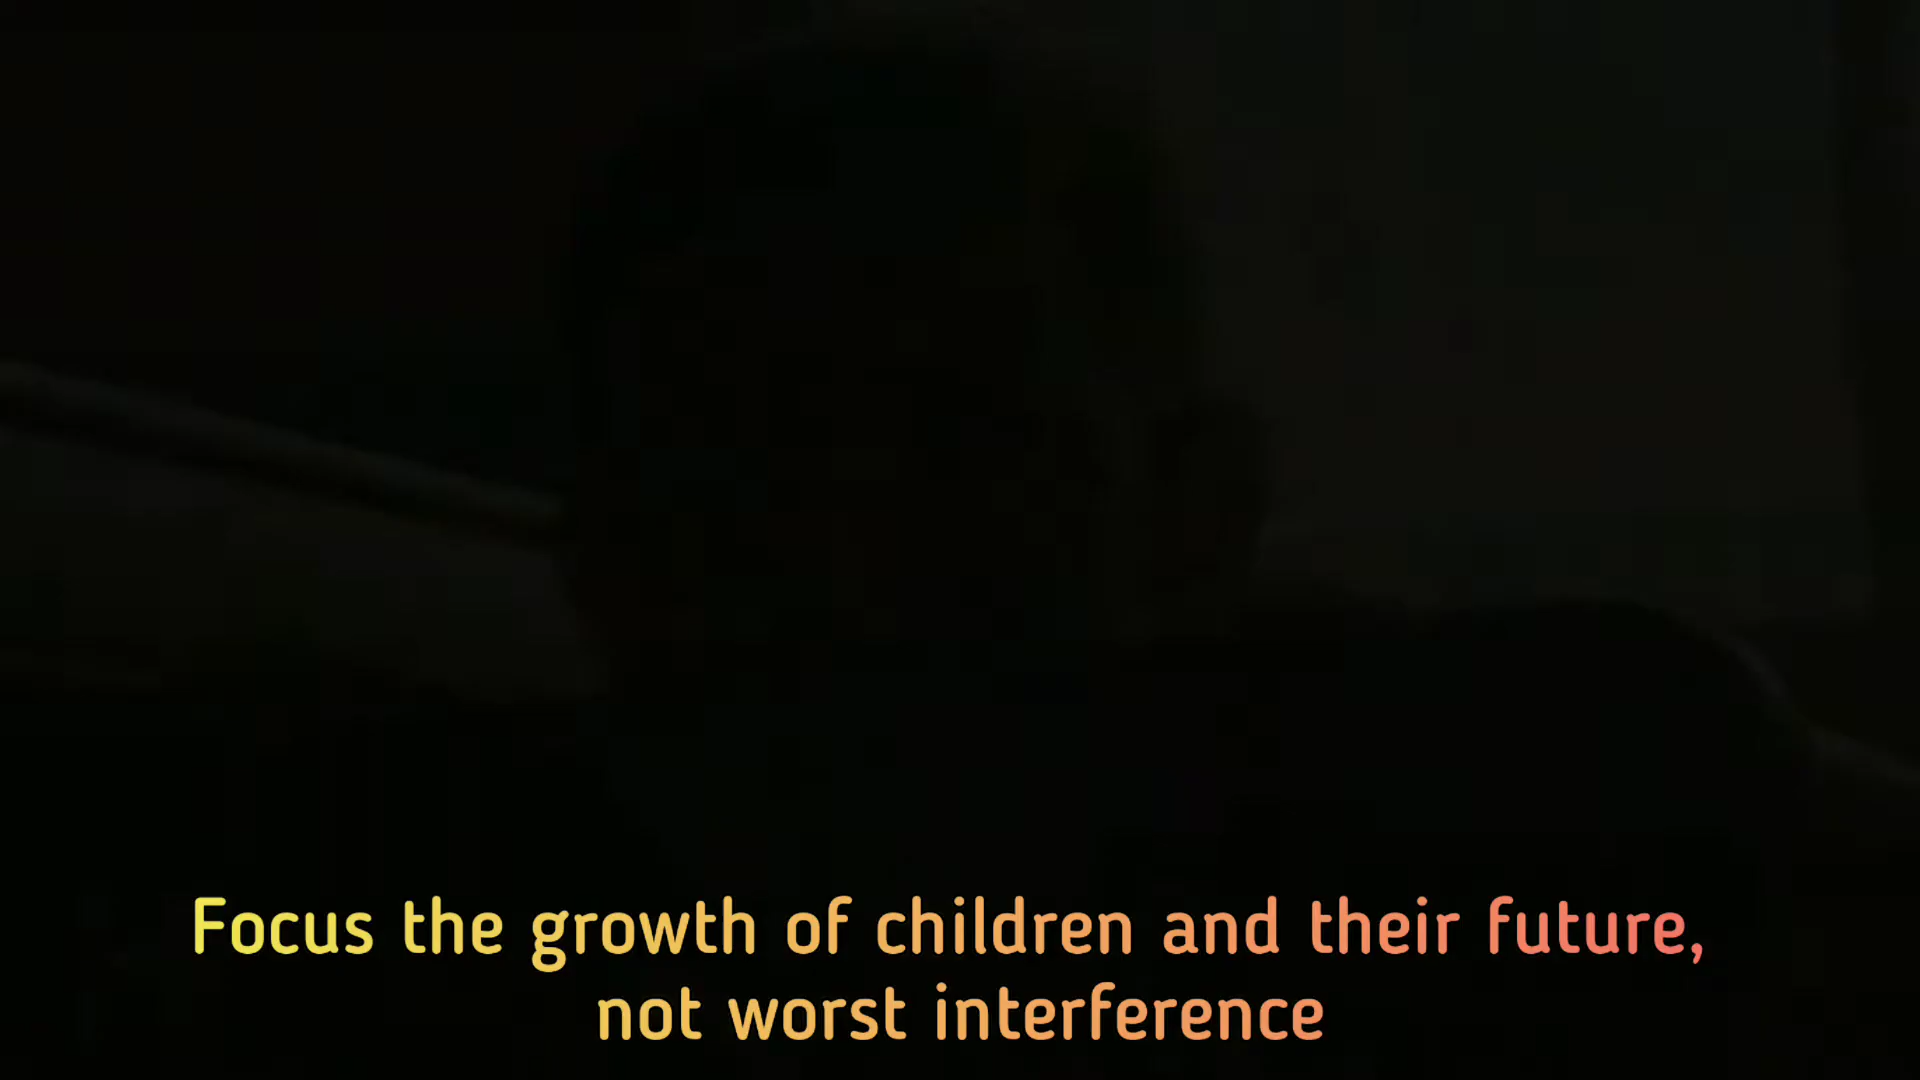 Focus the growth of children and their future,
not worst interference